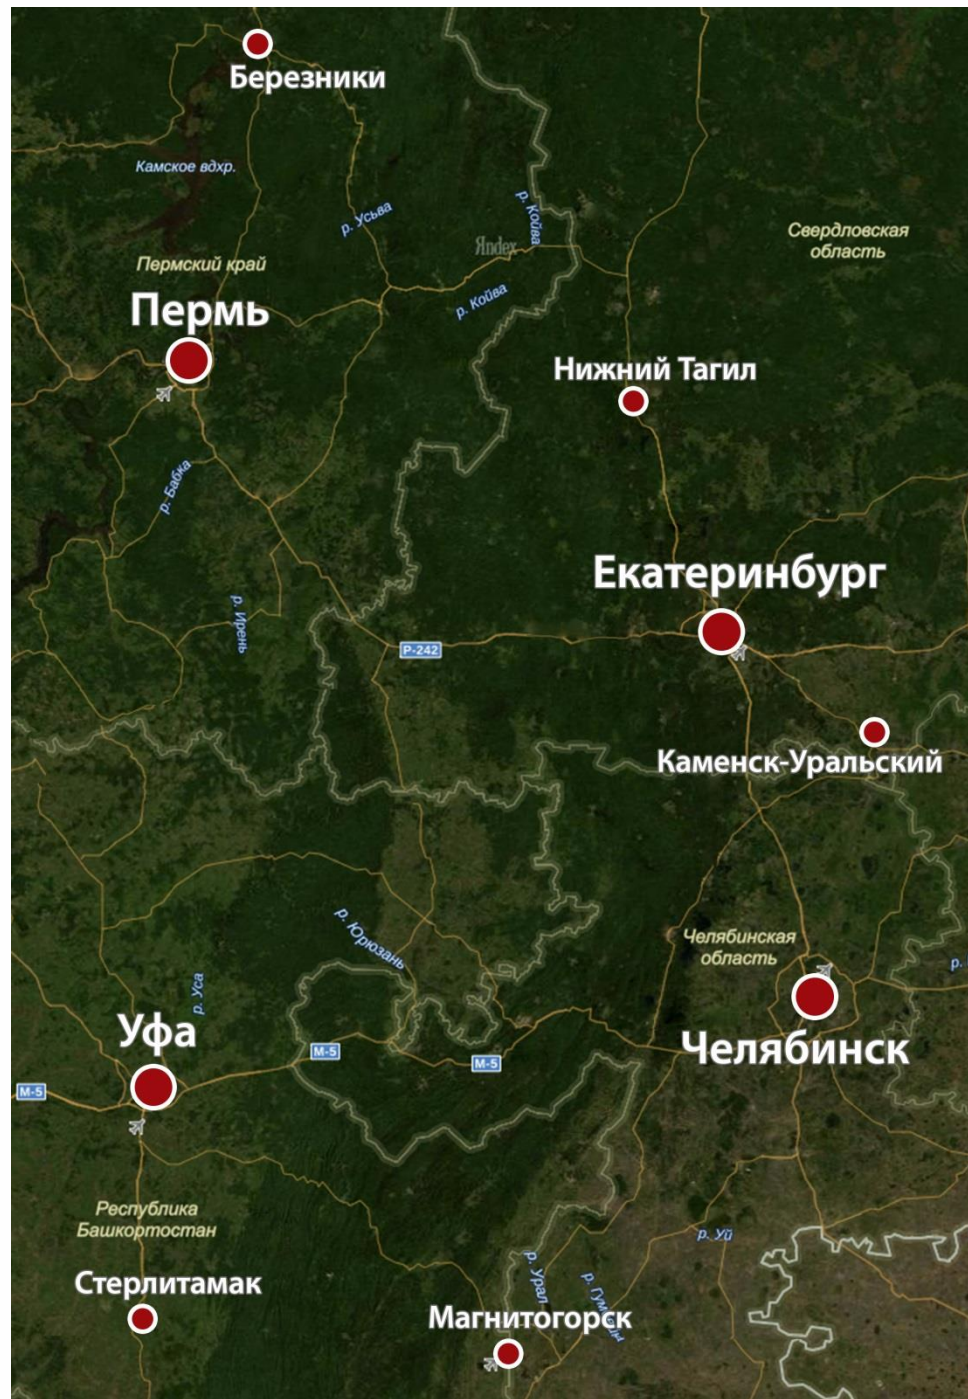 Березники
Камское вдхр.
р. Усьва
р. Койва
Яndex
Свердловская
область
Пермский край
р. Койва
Пермь
Нижний Тагил
р. Бабка
Екатеринбург
р. Ирень
Р-242
Каменск-Уральский
р. Юрюзань
Челябинская
область
р.
р. Уса
Уфа
М-5
М-5
Челябинск
М-5
Республика
Башкортостан
р. Уй
Стерлитамак
р. Урал
Магнитогорск